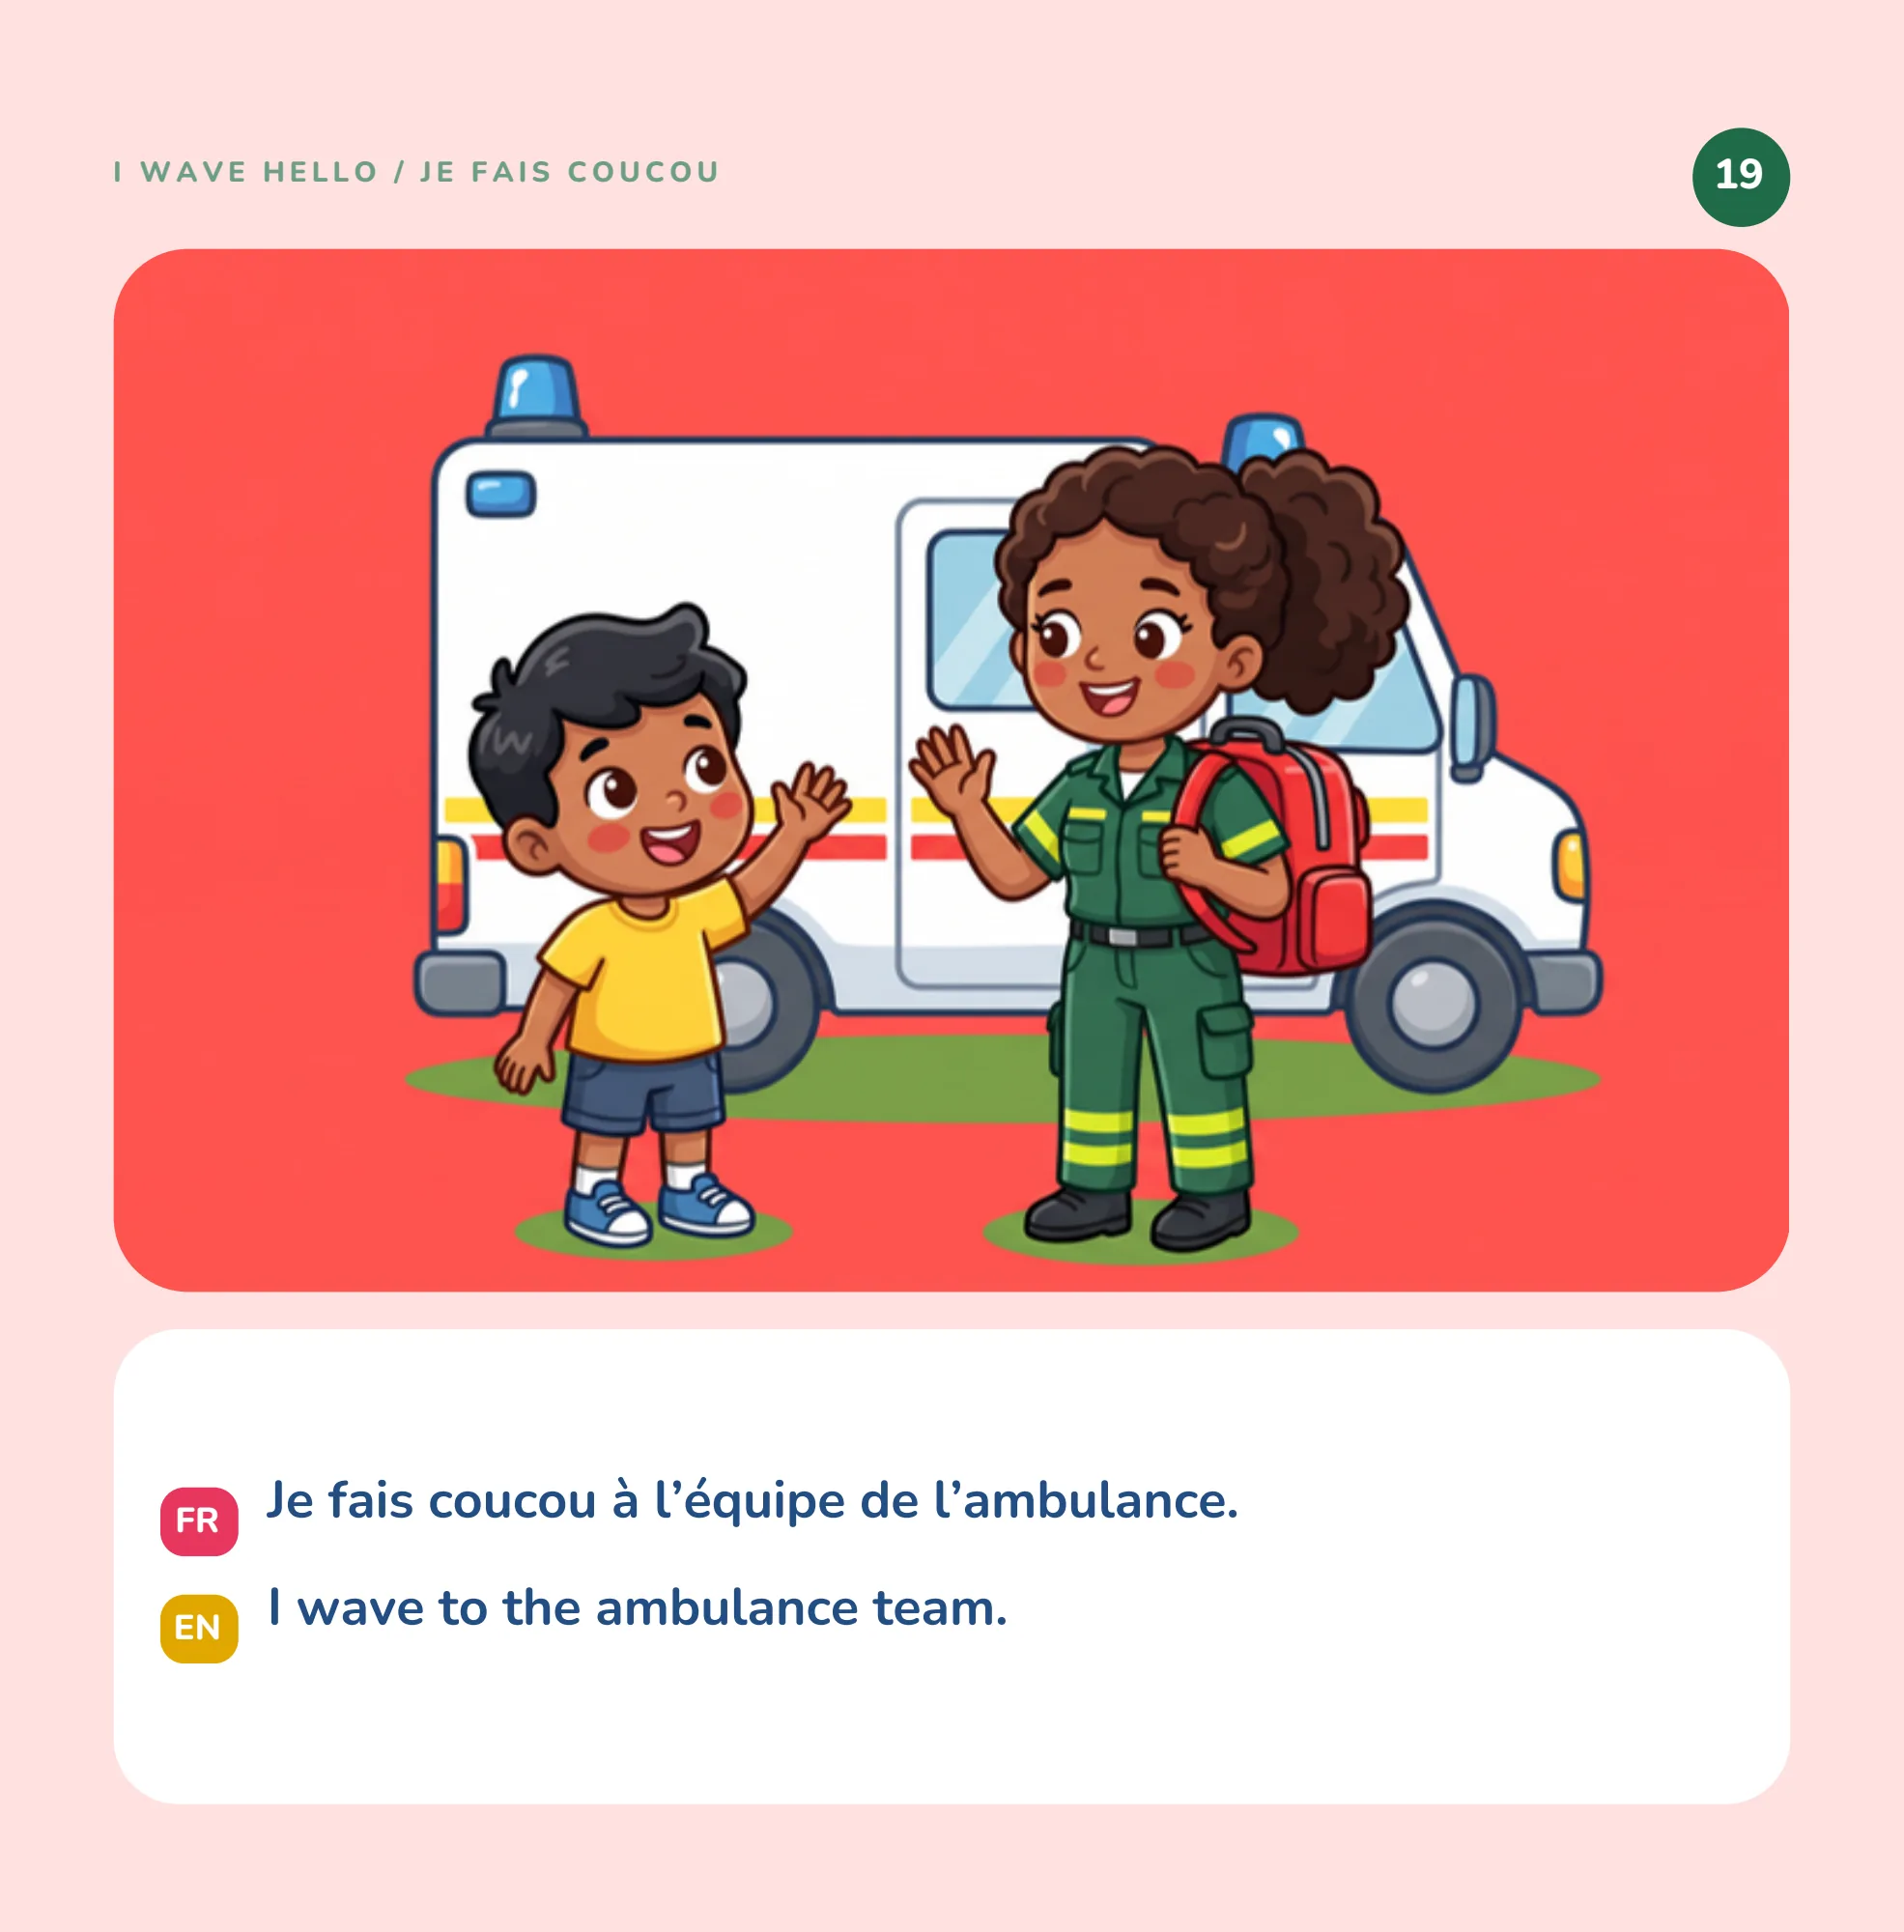 I WAVE HELLO / JE FAIS COUCOU
19
FR Je fais coucou à l’équipe de l’ambulance.
EN I wave to the ambulance team.